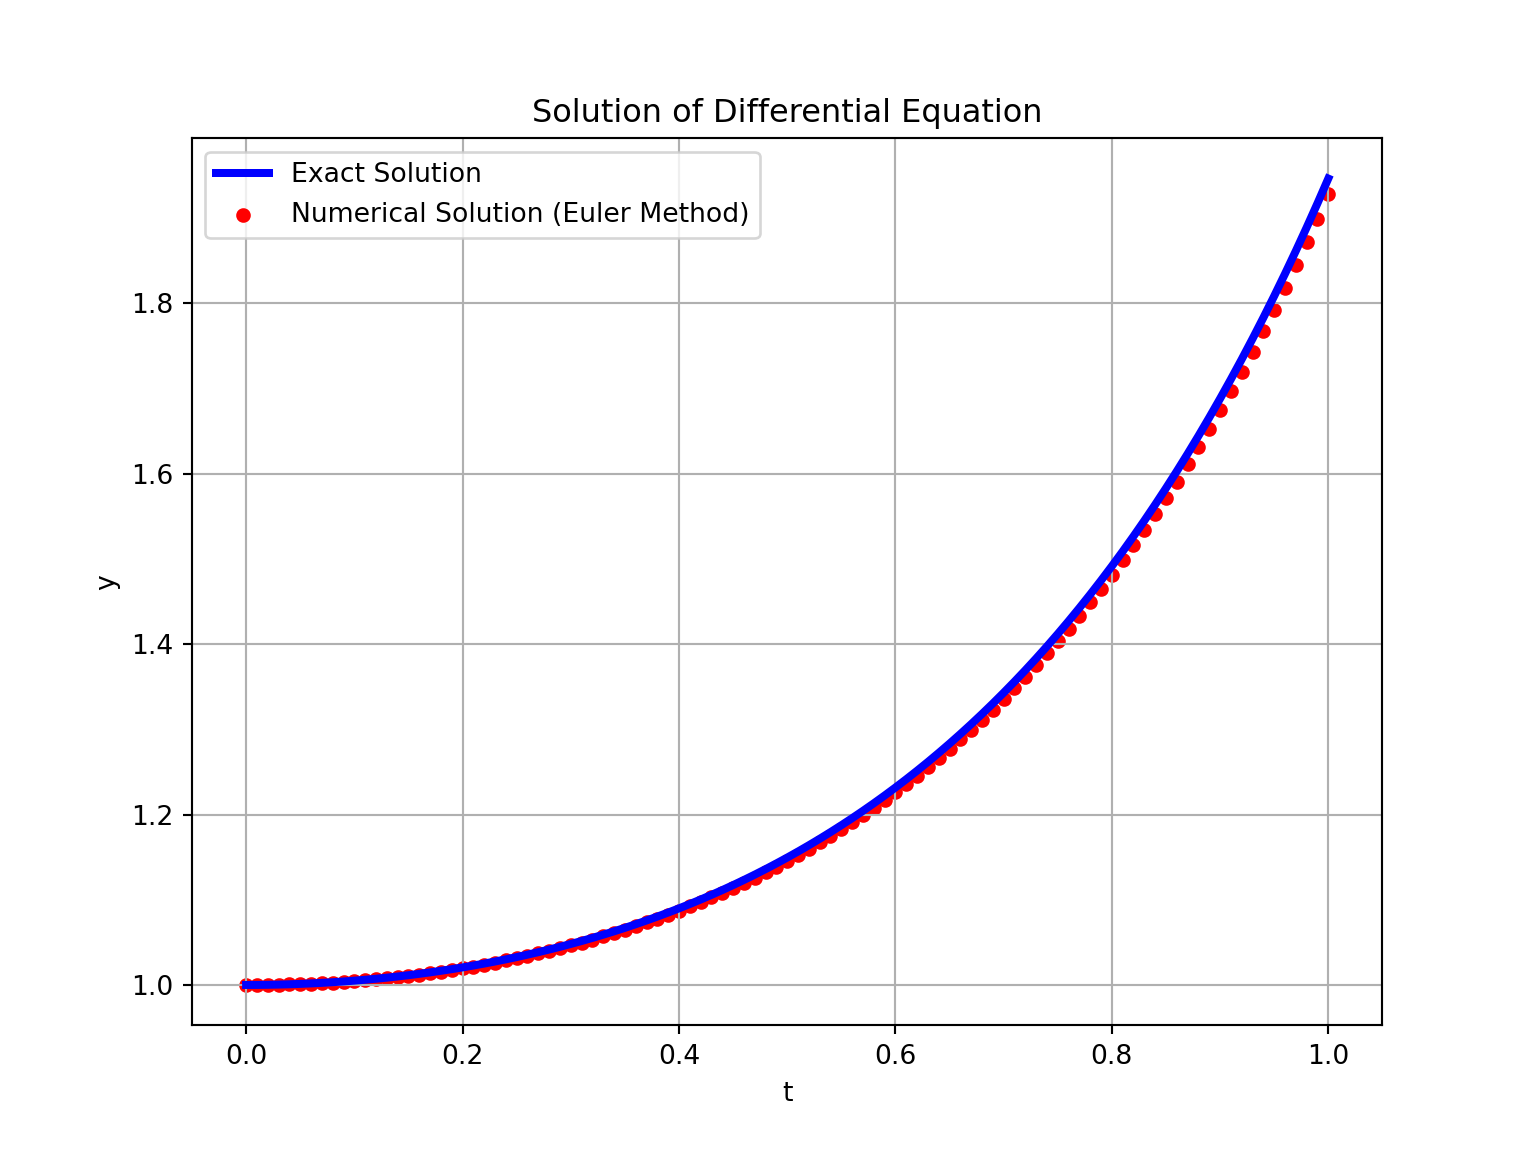 Solution of Differential Equation
Exact Solution
Numerical Solution (Euler Method)
1.8
1.6
1.4
1.2
1.0
y
0.0 0.2 0.4 0.6 0.8 1.0
t